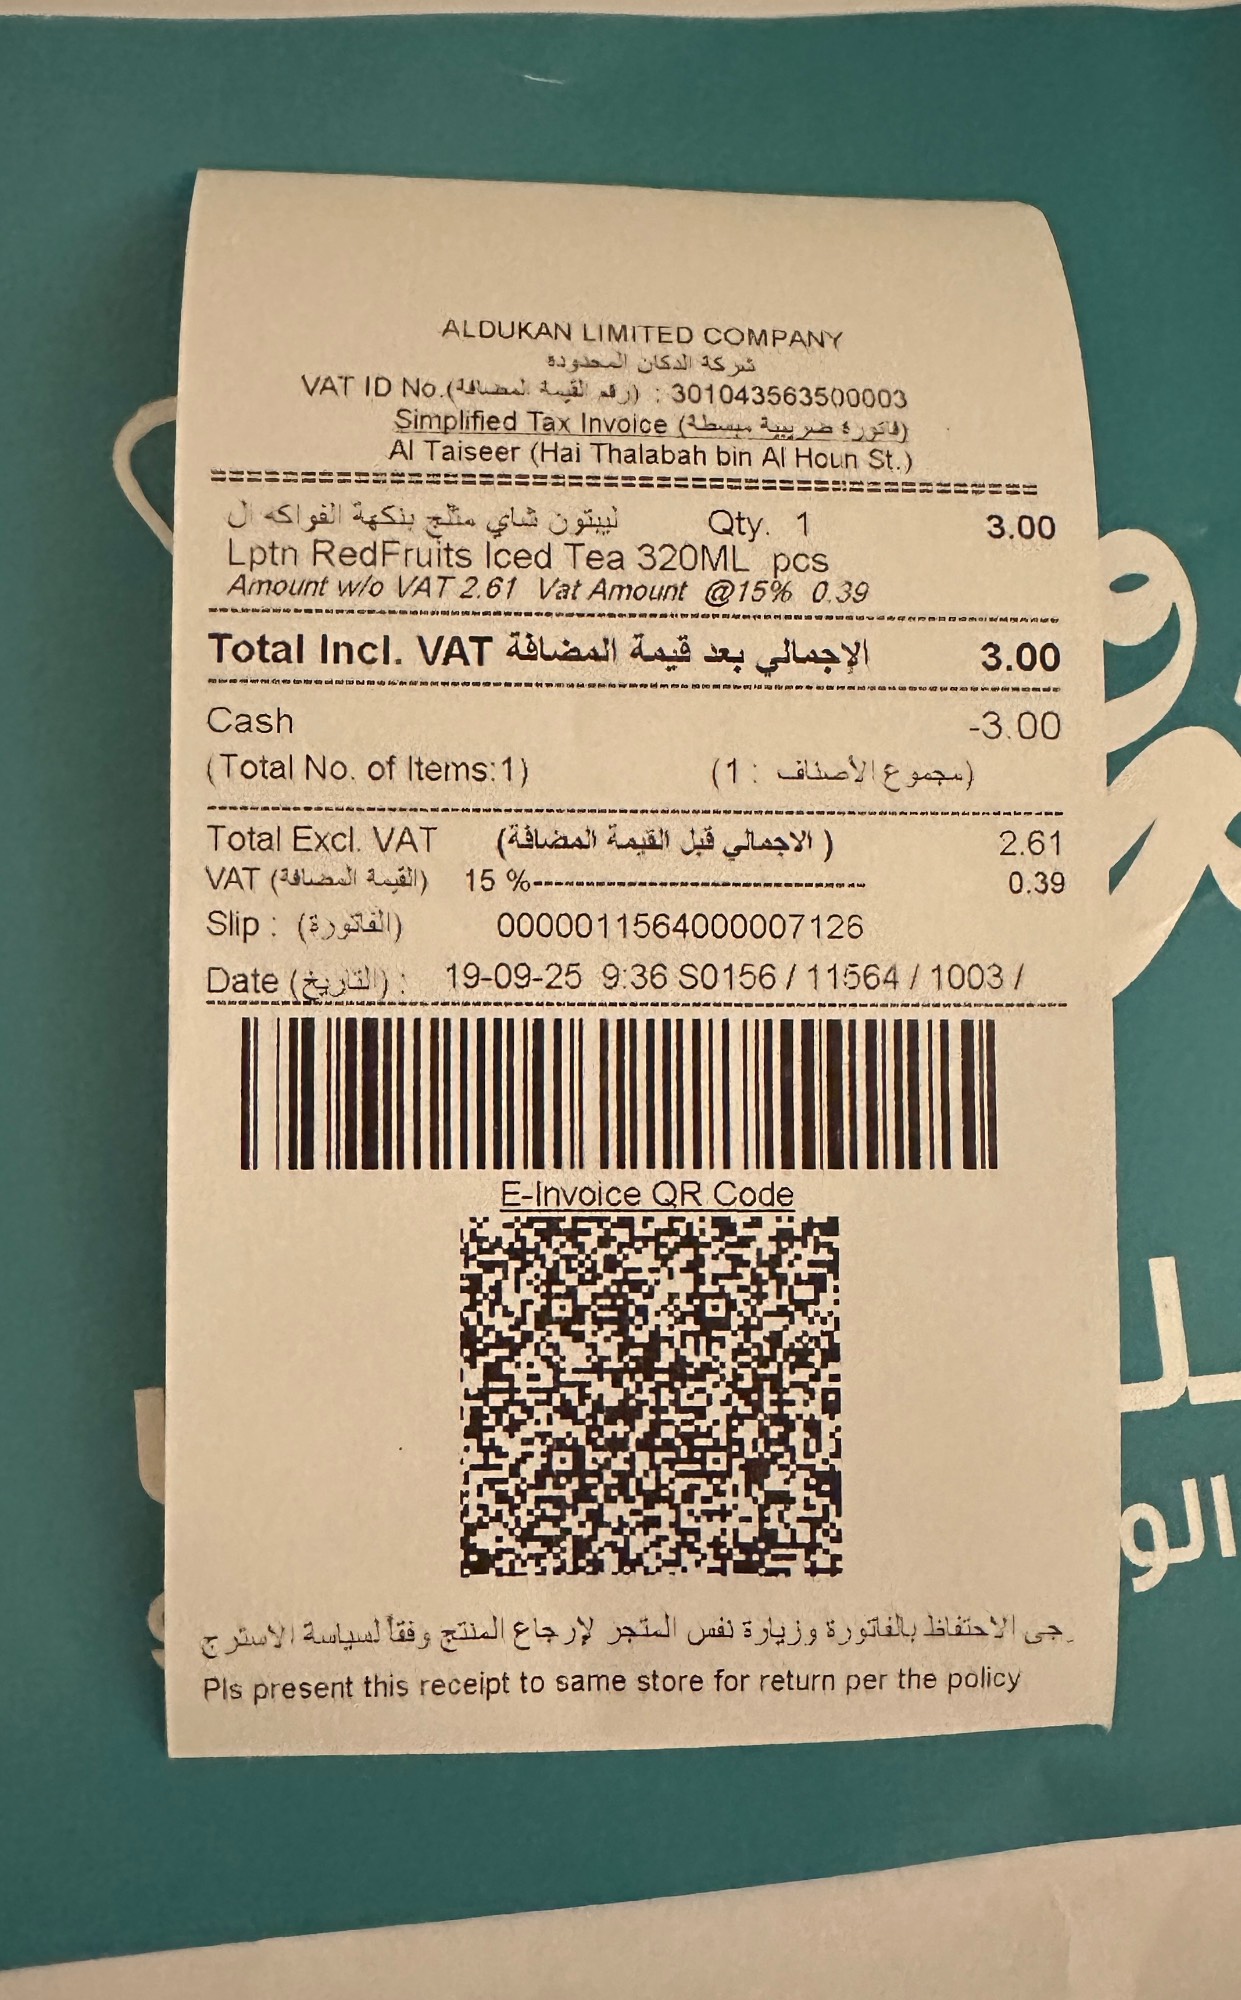 ALDUKAN LIMITED COMPANY
شركة الدكان المحدودة
VAT ID No.(رقم القيمة المضافة) : 301043563500003
Simplified Tax Invoice (فاتورة ضريبية مبسطة)
Al Taiseer (Hai Thalabah bin Al Houn St.)
ليبتون شاي مثلج بنكهة الفواكه ال Qty. 1 3.00
Lptn RedFruits Iced Tea 320ML pcs
Amount w/o VAT 2.61 Vat Amount @15% 0.39
Total Incl. VAT الإجمالي بعد قيمة المضافة 3.00
Cash -3.00
(Total No. of Items:1) (مجموع الأصناف : 1)
Total Excl. VAT (الاجمالي قبل القيمة المضافة ) 2.61
VAT (القيمة المضافة) 15 %------------------------------ 0.39
Slip : (الفاتورة) 0000011564000007126
Date (التاريخ) : 19-09-25 9:36 S0156 / 11564 / 1003 /
E-Invoice QR Code
جى الاحتفاظ بالفاتورة وزيارة نفس المتجر لإرجاع المنتج وفقاً لسياسة الاسترج
Pls present this receipt to same store for return per the policy
الو